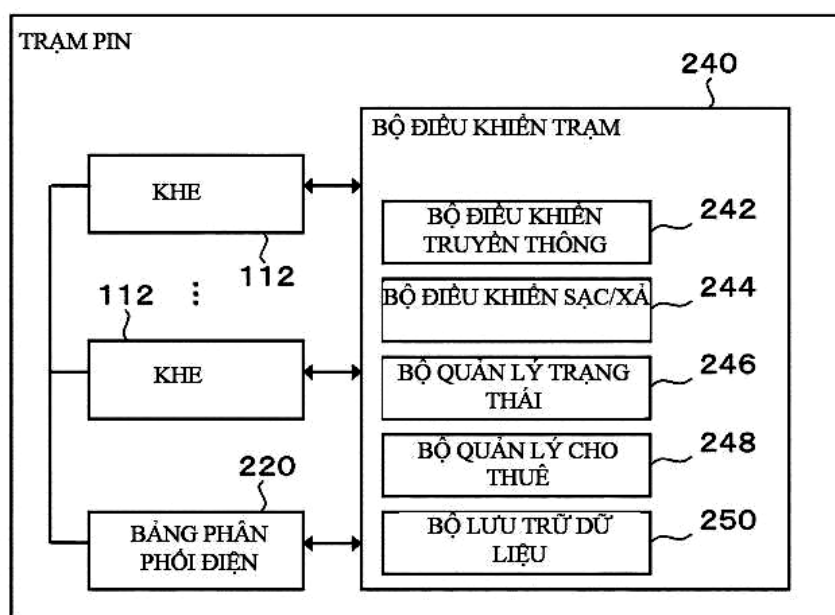 TRẠM PIN
240
BỘ ĐIỀU KHIỂN TRẠM
KHE
112
BỘ ĐIỀU KHIỂN
TRUYỀN THÔNG
242
112
⋮
BỘ ĐIỀU KHIỂN SẠC/XẢ
244
KHE
BỘ QUẢN LÝ TRẠNG
THÁI
246
220
BỘ QUẢN LÝ CHO
THUÊ
248
BẢNG PHÂN
PHỐI ĐIỆN
BỘ LƯU TRỮ DỮ
LIỆU
250